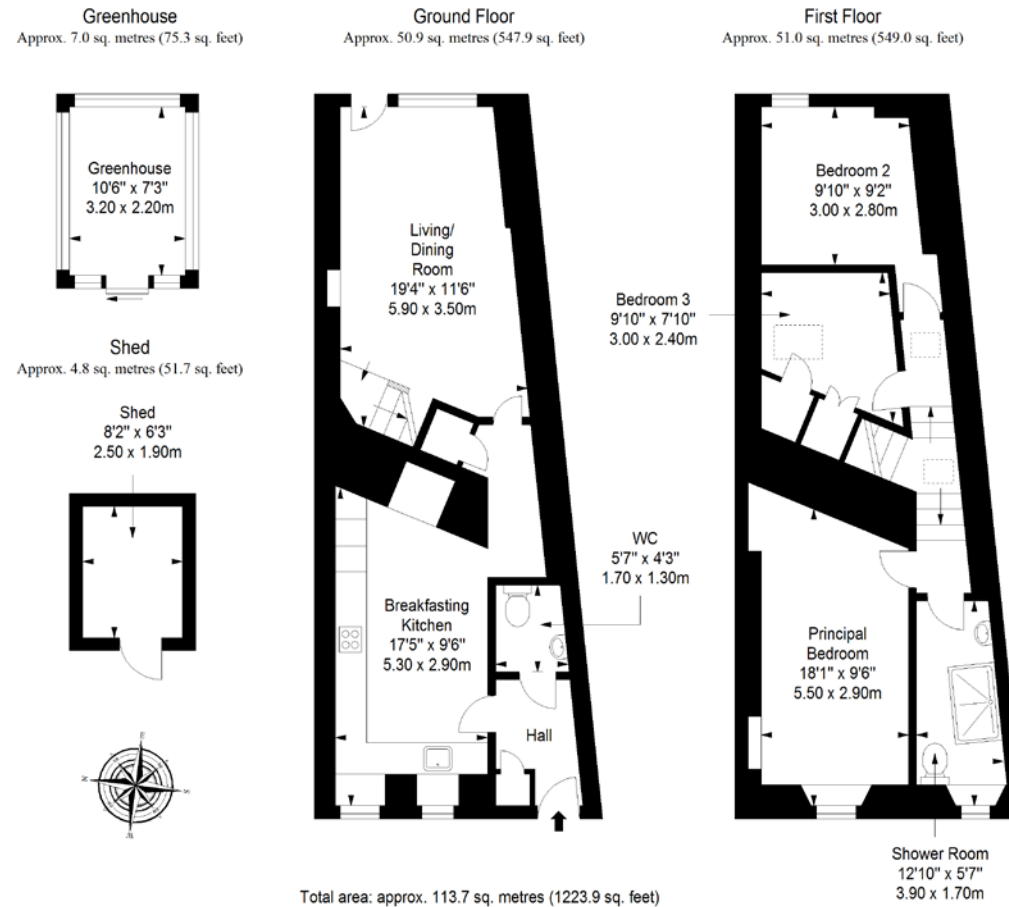 Greenhouse
Approx. 7.0 sq. metres (75.3 sq. feet)
Greenhouse
10'6" x 7'3"
3.20 x 2.20m
Shed
Approx. 4.8 sq. metres (51.7 sq. feet)
Shed
8'2" x 6'3"
2.50 x 1.90m
Ground Floor
Approx. 50.9 sq. metres (547.9 sq. feet)
Living/
Dining
Room
19'4" x 11'6"
5.90 x 3.50m
Breakfasting
Kitchen
17'5" x 9'6"
5.30 x 2.90m
WC
5'7" x 4'3"
1.70 x 1.30m
Hall
First Floor
Approx. 51.0 sq. metres (549.0 sq. feet)
Bedroom 2
9'10" x 9'2"
3.00 x 2.80m
Bedroom 3
9'10" x 7'10"
3.00 x 2.40m
Principal
Bedroom
18'1" x 9'6"
5.50 x 2.90m
Shower Room
12'10" x 5'7"
3.90 x 1.70m
Total area: approx. 113.7 sq. metres (1223.9 sq. feet)